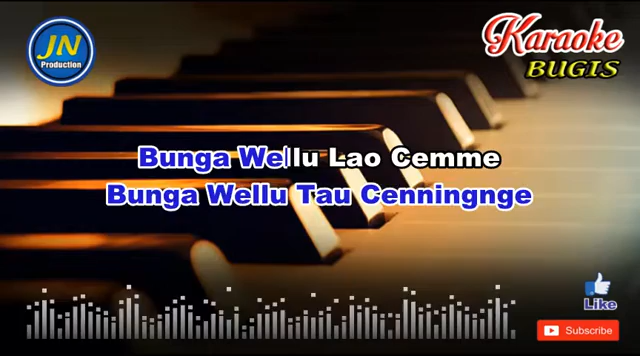 JN
Production
Karaoke
BUGIS
Bunga Wellu Lao Cemme
Bunga Wellu Tau Cenningnge
Like
Subscribe